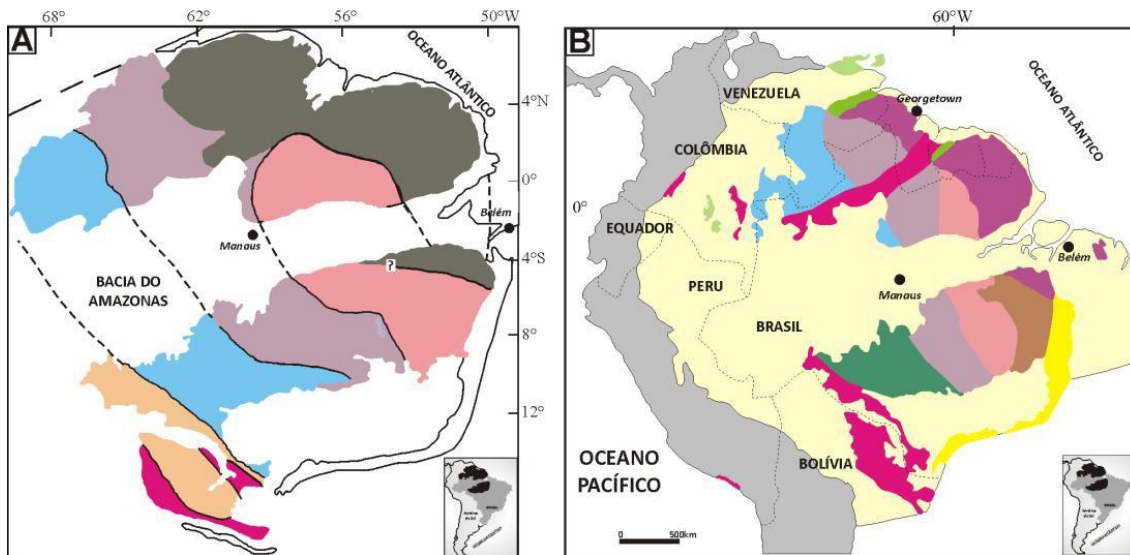 A
68°
62°
56°
50°W
OCEANO ATLÂNTICO
4°N
0°
Belém
Manaus
4°S
?
BACIA DO
AMAZONAS
8°
12°
B
60°W
OCEANO ATLÂNTICO
VENEZUELA
Georgetown
COLÔMBIA
0°
EQUADOR
Belém
PERU
Manaus
BRASIL
BOLÍVIA
OCEANO
PACÍFICO
0
500km